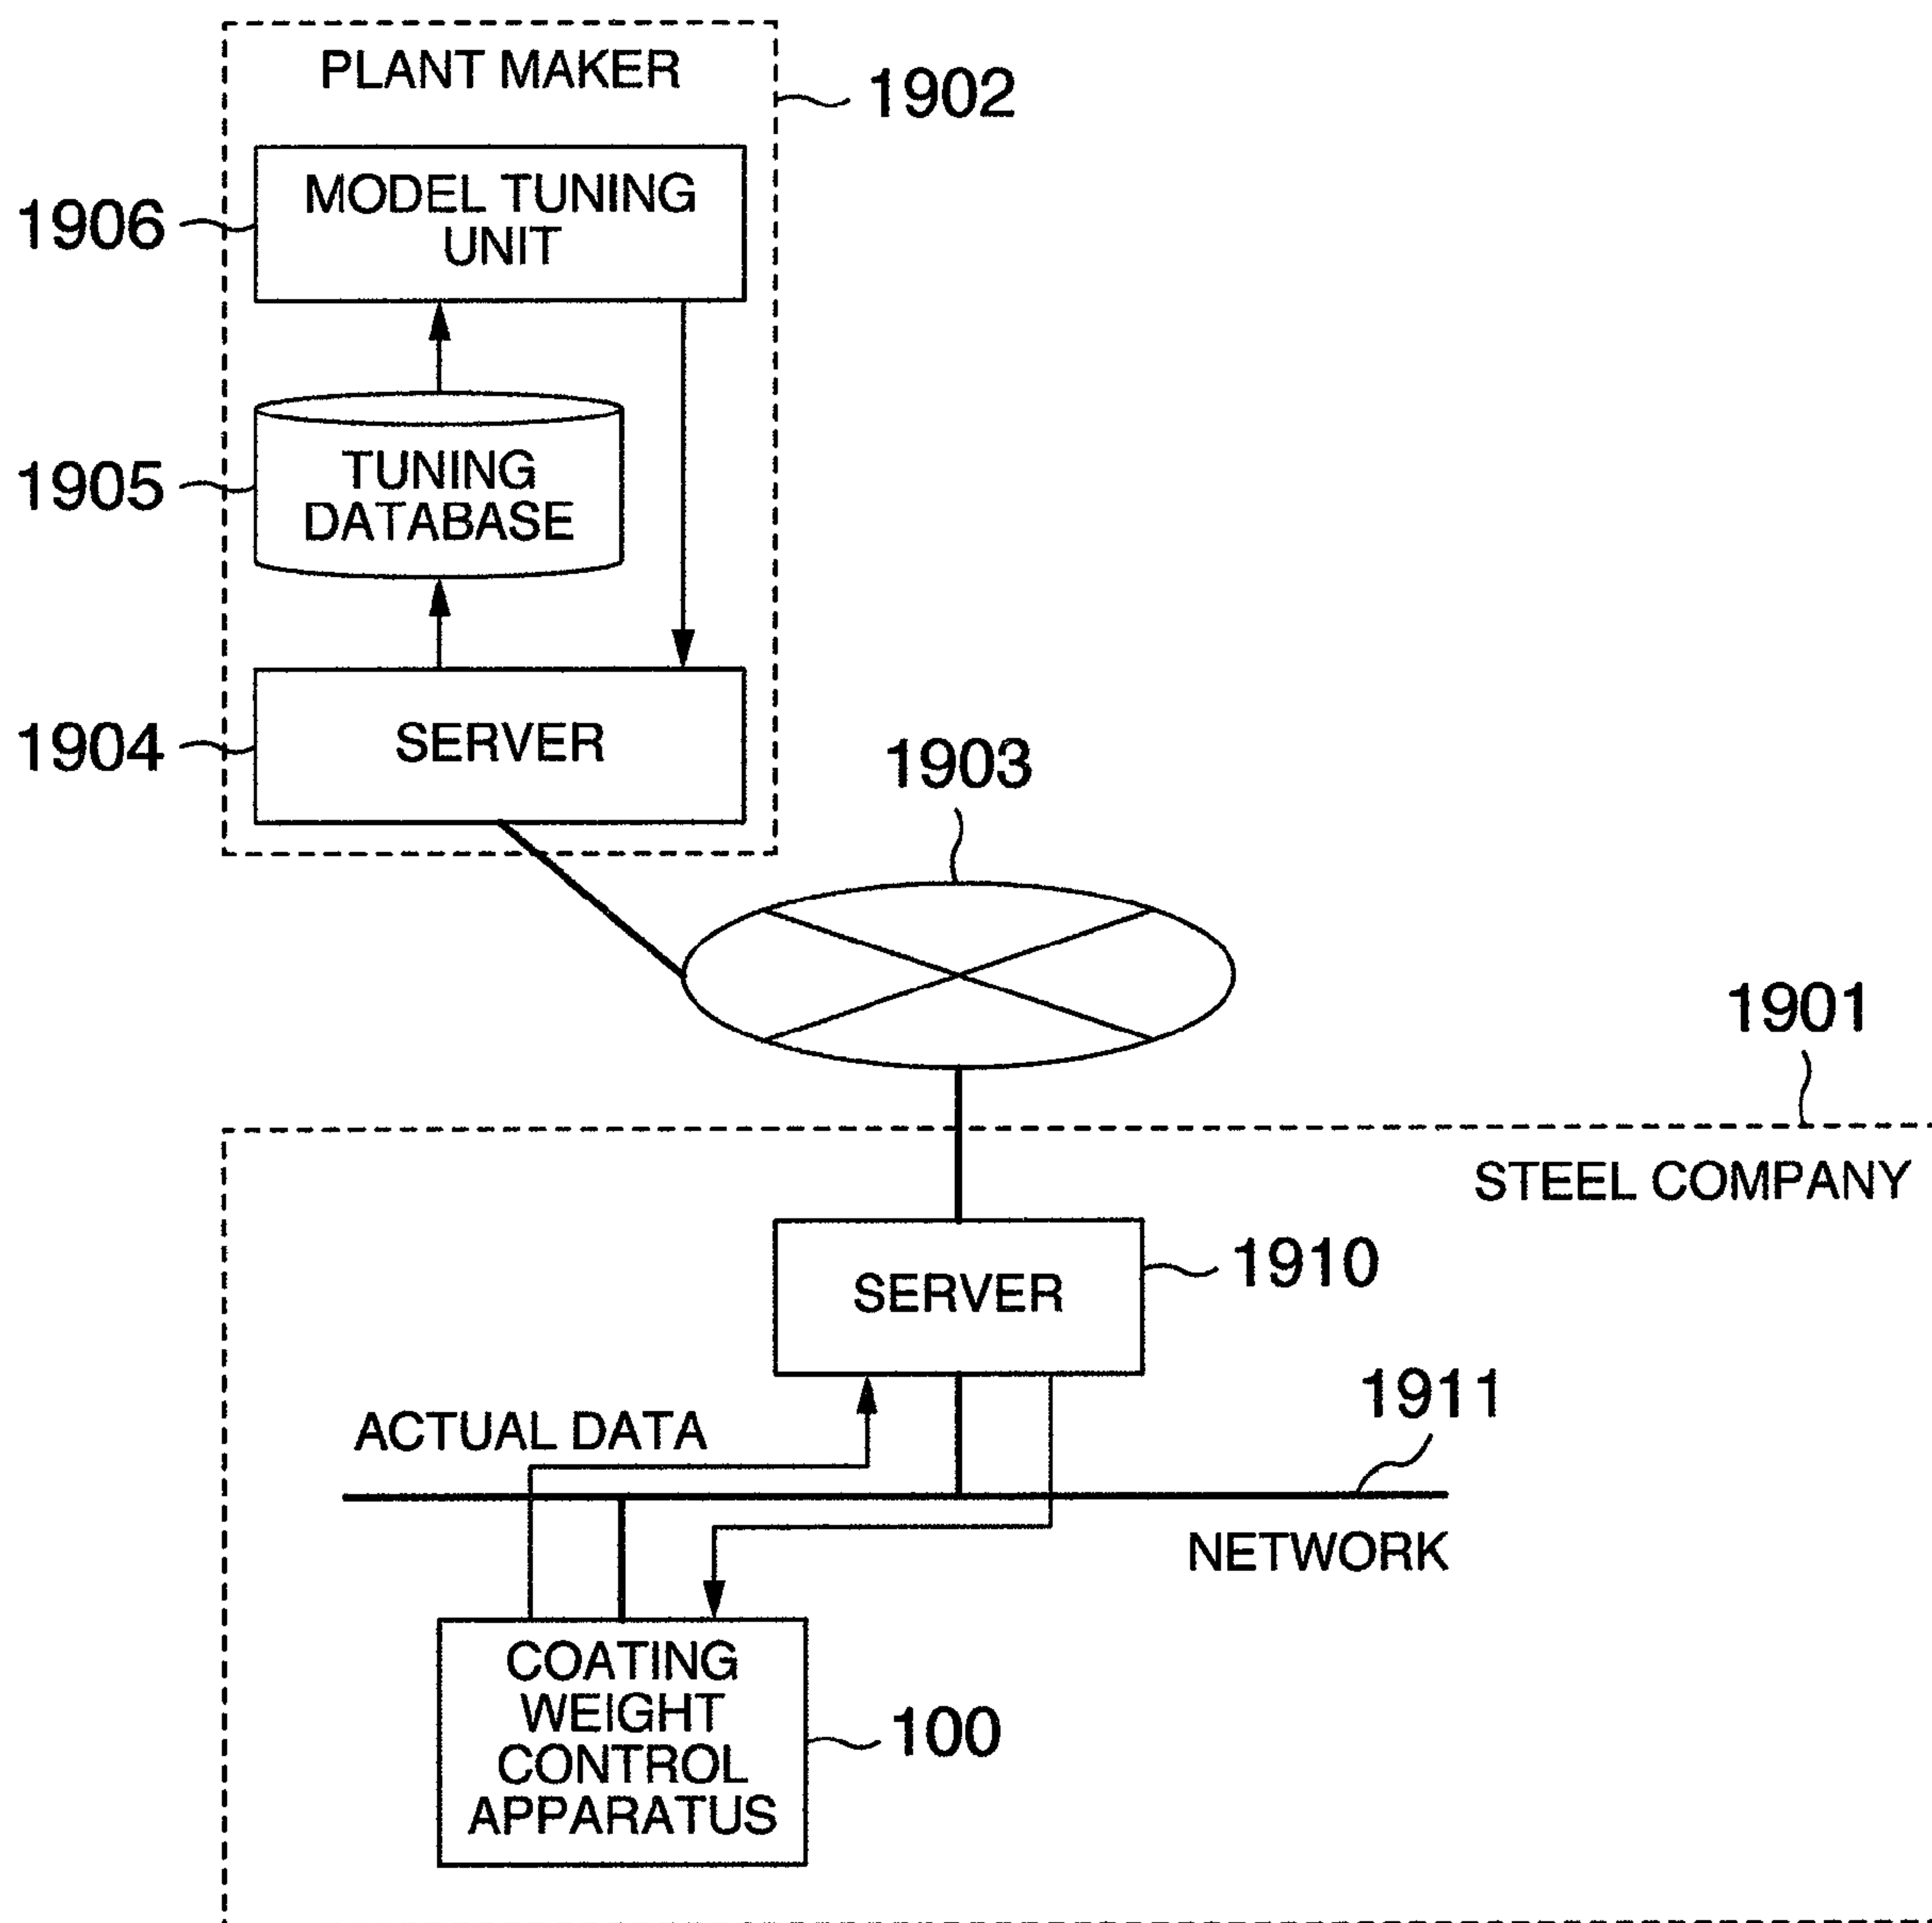 PLANT MAKER
1902
MODEL TUNING
UNIT
1906
TUNING
DATABASE
1905
SERVER
1904
1903
1901
STEEL COMPANY
SERVER
1910
1911
ACTUAL DATA
NETWORK
COATING
WEIGHT
CONTROL
APPARATUS
100